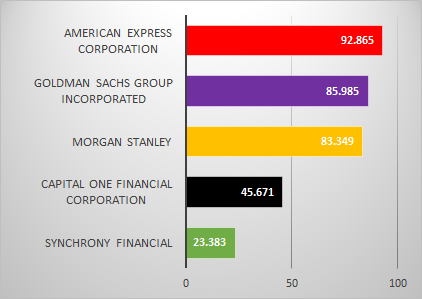 AMERICAN EXPRESS
CORPORATION
92.865
GOLDMAN SACHS GROUP
INCORPORATED
85.985
MORGAN STANLEY
83.349
CAPITAL ONE FINANCIAL
CORPORATION
45.671
SYNCHRONY FINANCIAL
23.383
0
50
100